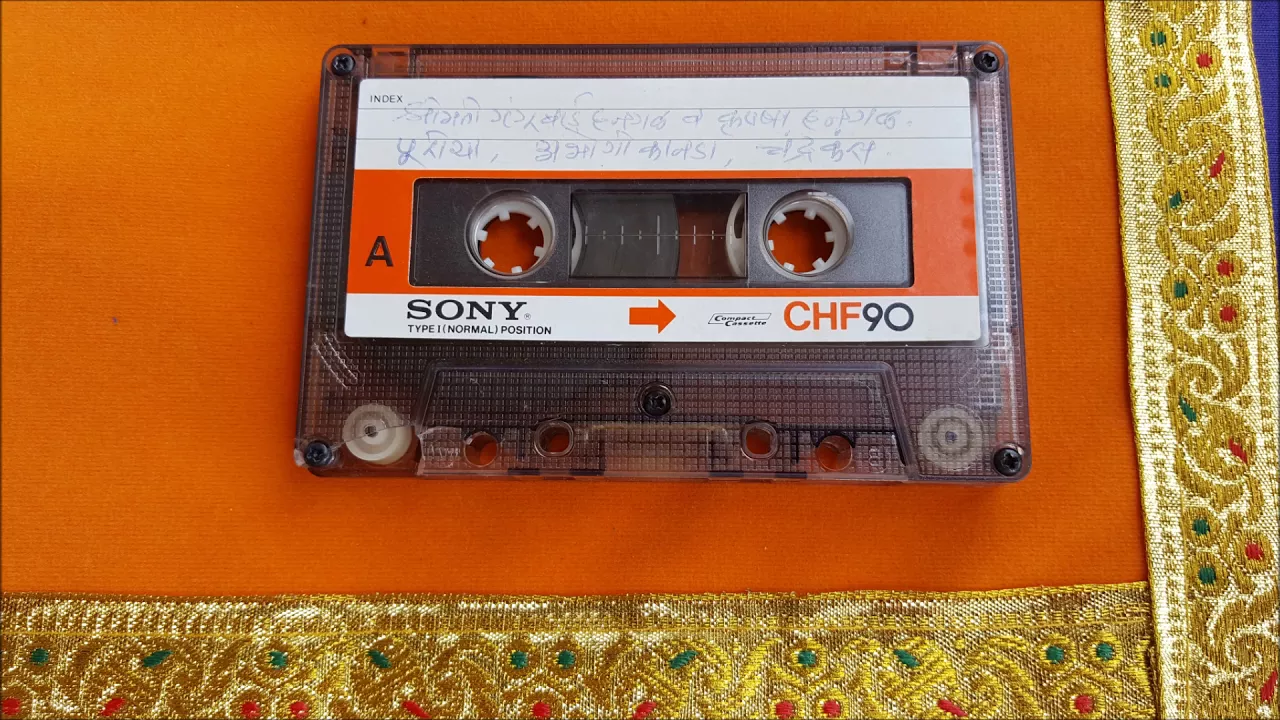 INDEX
श्रीमती गंगूबाई हनगल व कृष्णा हनगल.
पूरिया, अभोगी कानडा, चंद्रकंस.
A
SONY®
TYPE I (NORMAL) POSITION
Compact Cassette
CHF90